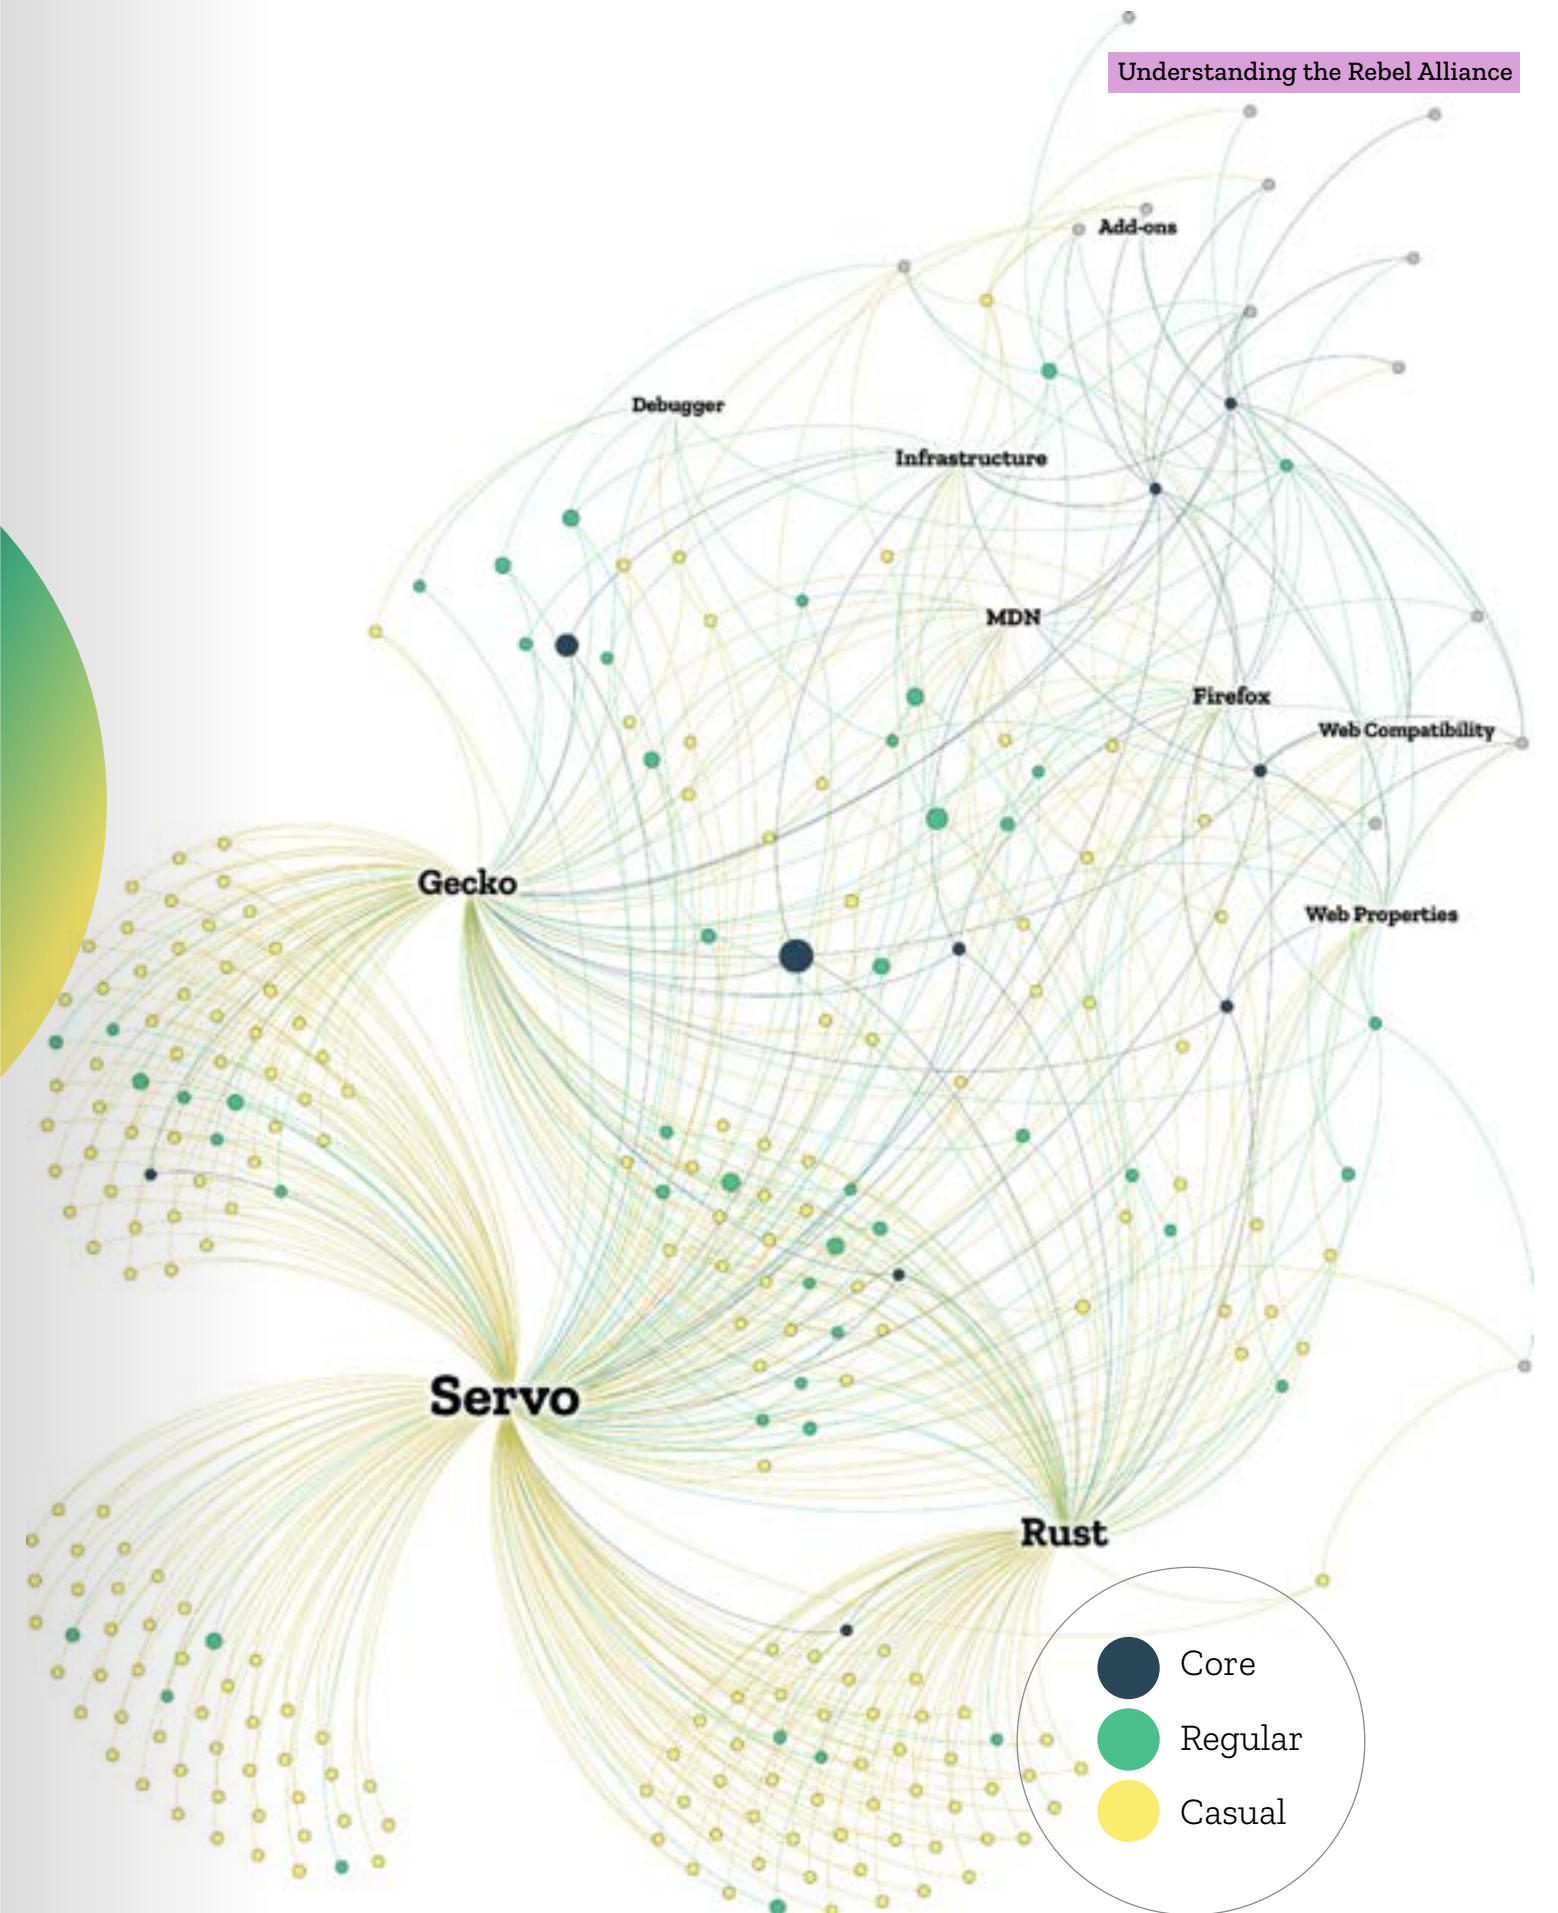 Understanding the Rebel Alliance
Add-ons
Debugger
Infrastructure
MDN
Firefox
Web Compatibility
Gecko
Web Properties
Servo
Rust
Core
Regular
Casual